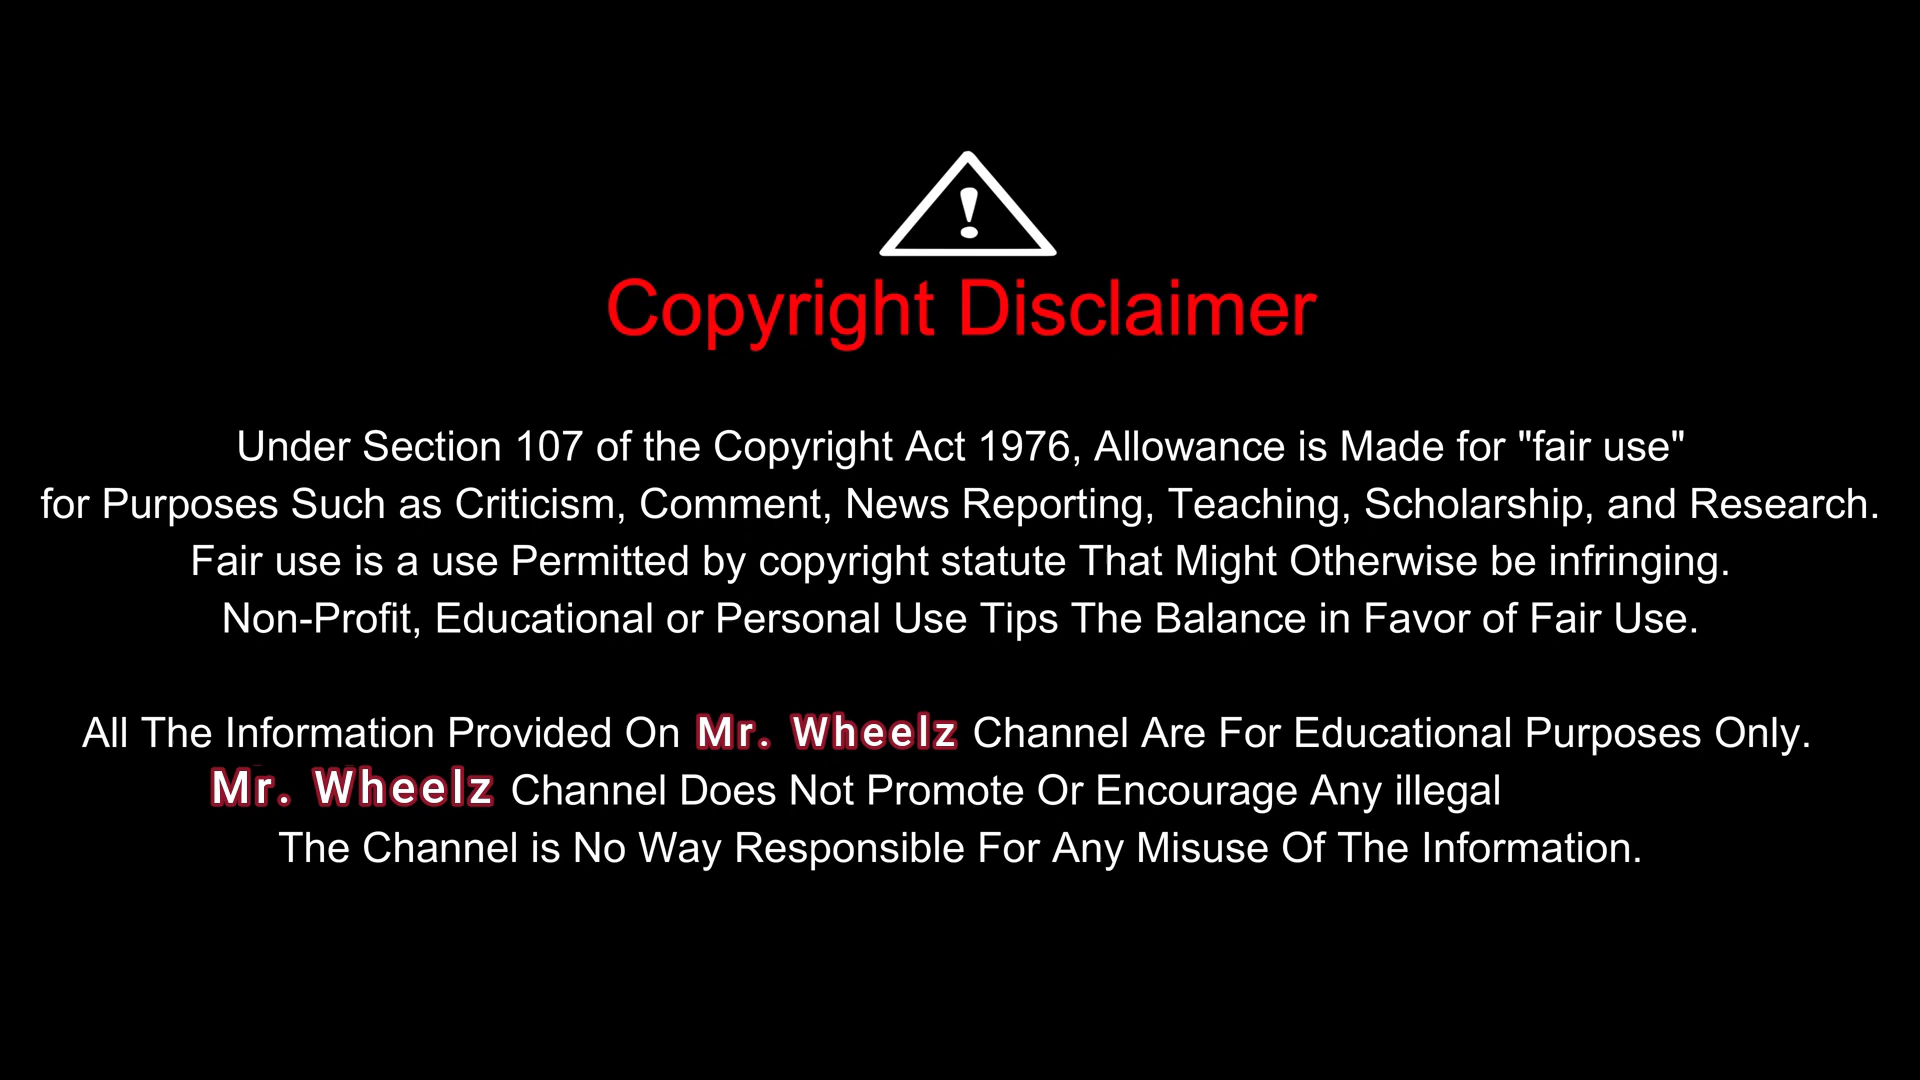 Copyright Disclaimer
Under Section 107 of the Copyright Act 1976, Allowance is Made for "fair use"
for Purposes Such as Criticism, Comment, News Reporting, Teaching, Scholarship, and Research.
Fair use is a use Permitted by copyright statute That Might Otherwise be infringing.
Non-Profit, Educational or Personal Use Tips The Balance in Favor of Fair Use.
All The Information Provided On Mr. Wheelz Channel Are For Educational Purposes Only.
Mr. Wheelz Channel Does Not Promote Or Encourage Any illegal
The Channel is No Way Responsible For Any Misuse Of The Information.